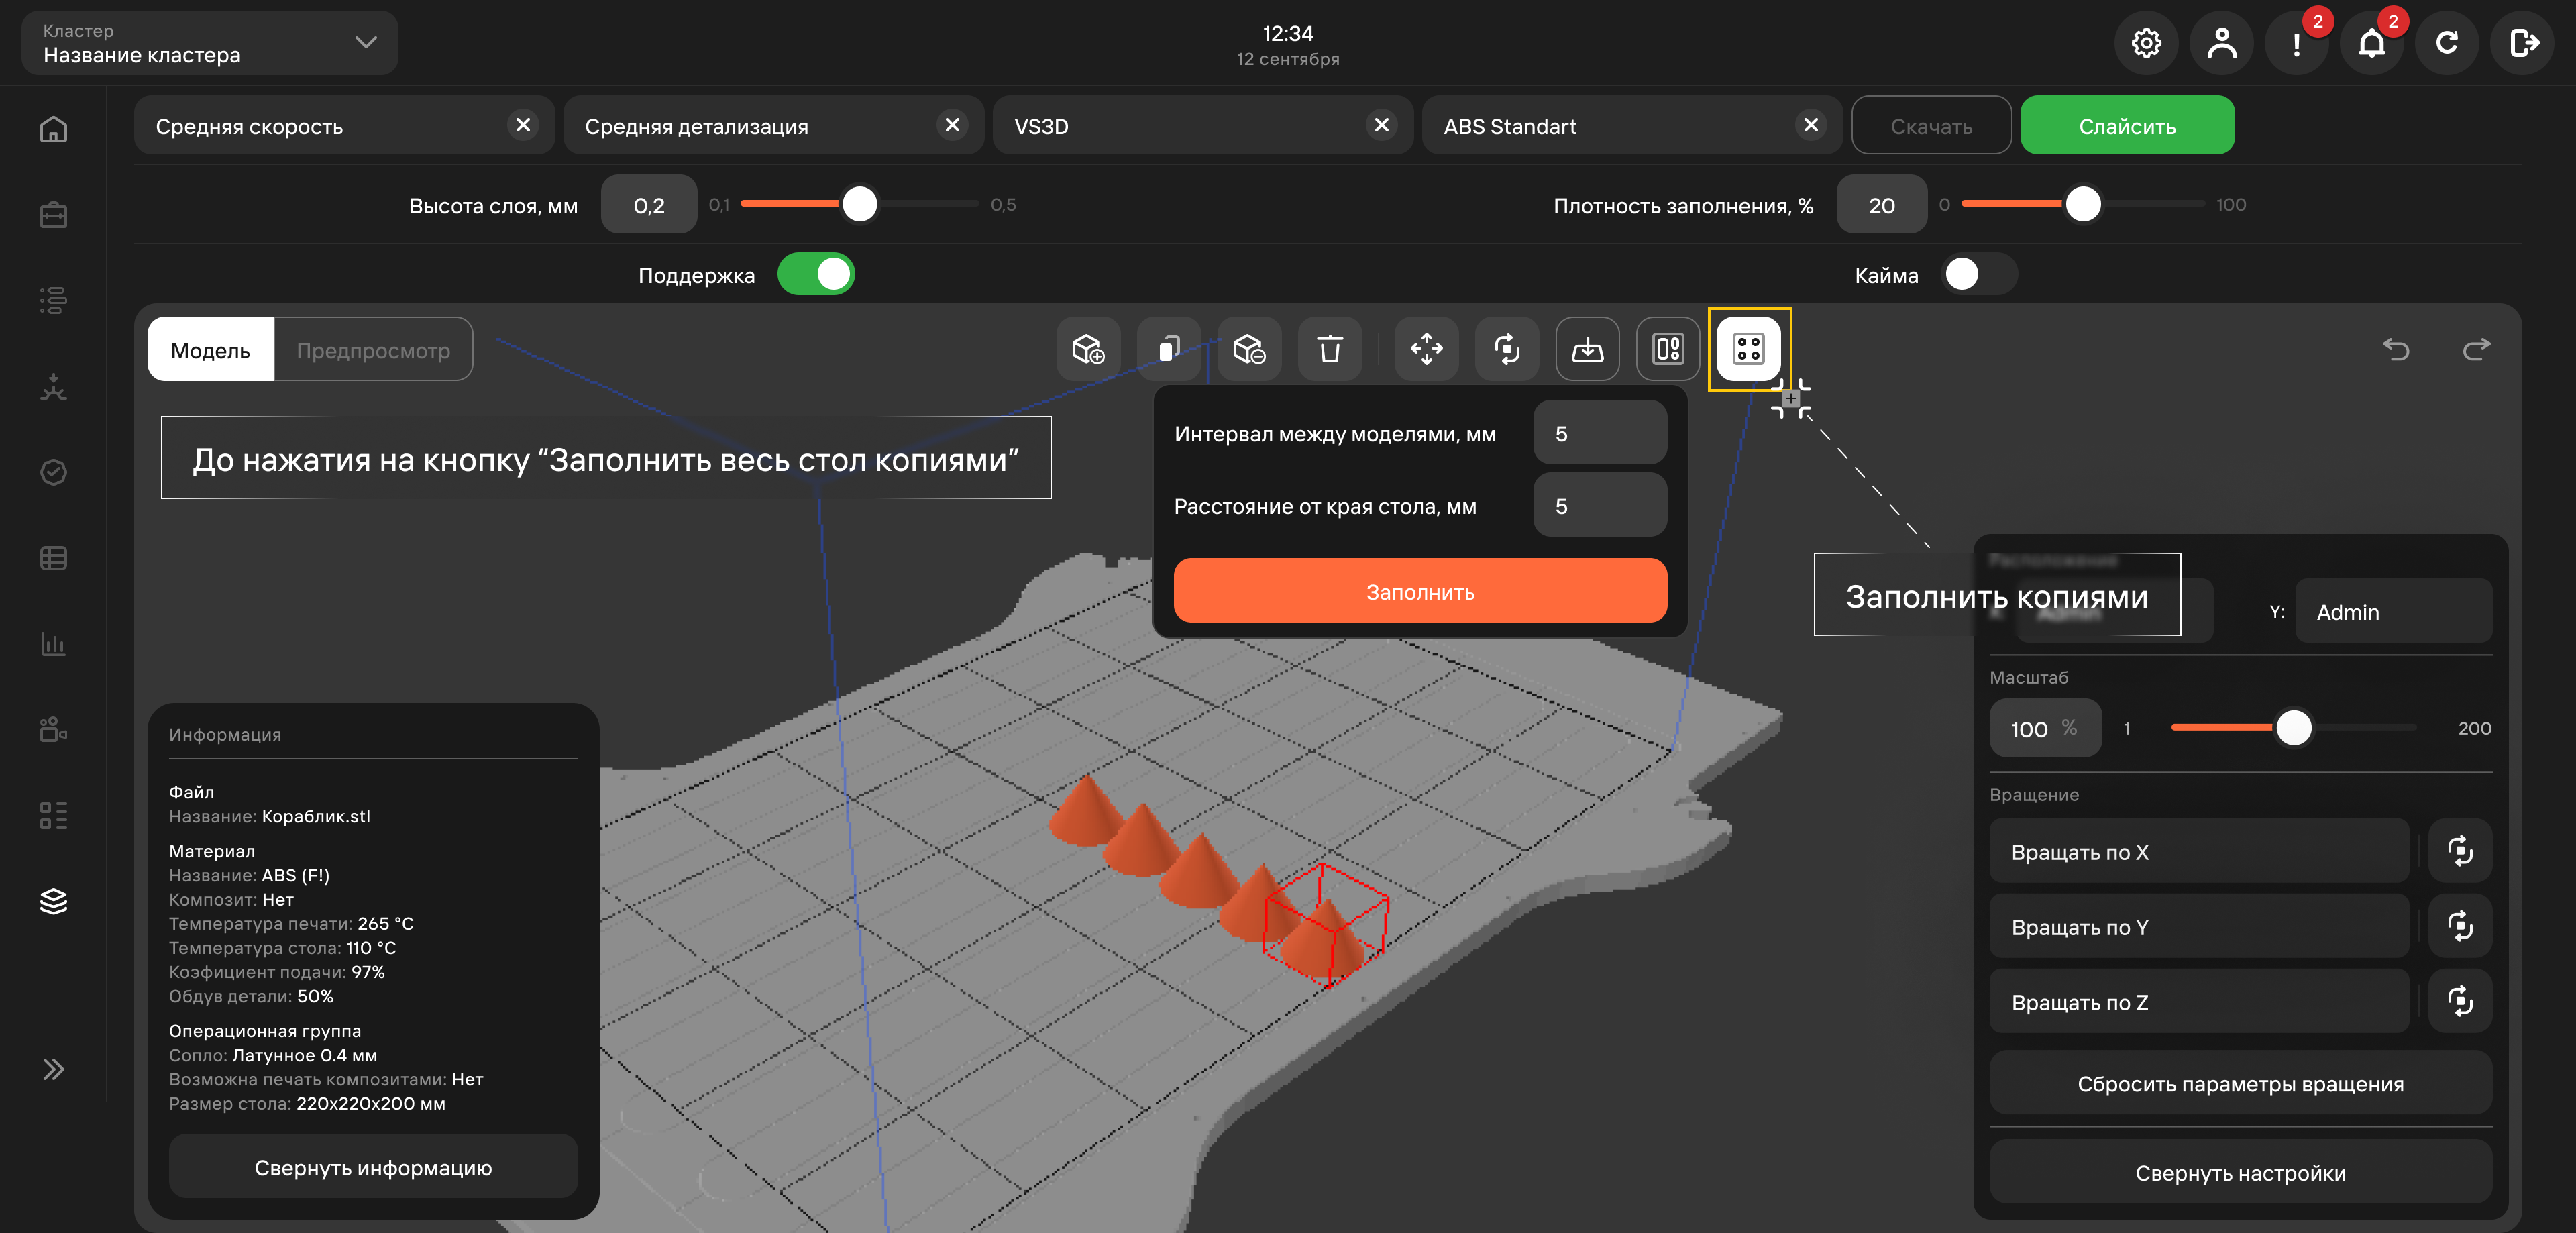 Кластер
Название кластера
12:34
12 сентября
2
2
Средняя скорость
Средняя детализация
VS3D
ABS Standart
Скачать
Слайсить
Высота слоя, мм
0,2
0,1
0,5
Плотность заполнения, %
20
0
100
Поддержка
Кайма
Модель
Предпросмотр
До нажатия на кнопку “Заполнить весь стол копиями”
Интервал между моделями, мм
5
Расстояние от края стола, мм
5
Заполнить
Заполнить копиями
Расположение
Admin
Y:
Admin
Масштаб
100 %
1
200
Вращение
Вращать по X
Вращать по Y
Вращать по Z
Сбросить параметры вращения
Свернуть настройки
Информация
Файл
Название: Кораблик.stl
Материал
Название: ABS (F!)
Композит: Нет
Температура печати: 265 °C
Температура стола: 110 °C
Коэфициент подачи: 97%
Обдув детали: 50%
Операционная группа
Сопло: Латунное 0.4 мм
Возможна печать композитами: Нет
Размер стола: 220x220x200 мм
Свернуть информацию